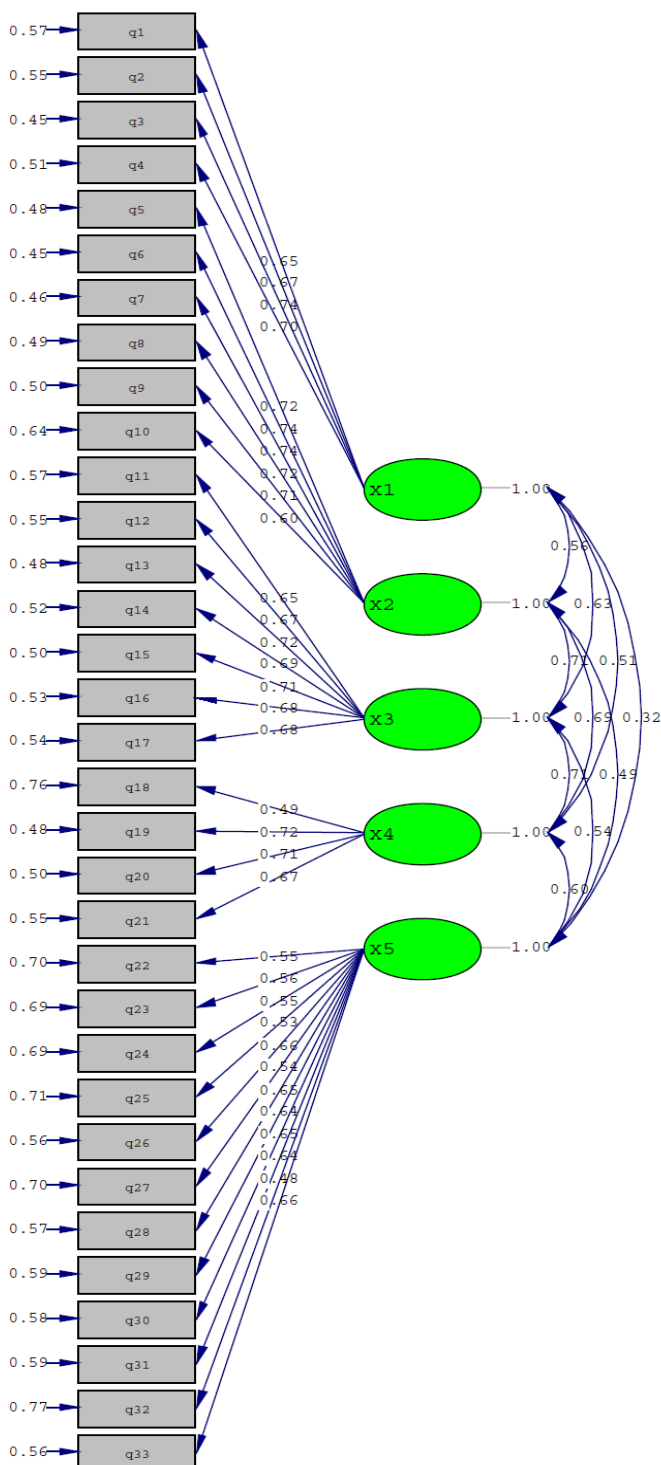 0.57 q1
0.55 q2
0.45 q3
0.51 q4
0.48 q5
0.45 q6
0.65
0.67
0.46 q7
0.74
0.70
0.49 q8
0.50 q9
0.72
0.64 q10
0.74
0.74
0.57 q11
0.72
x1 1.00
0.71
0.55 q12
0.60
0.56
0.48 q13
0.65
x2 1.00 0.63
0.52 q14
0.67
0.72
0.50 q15
0.69
0.71 0.51
0.71
0.53 q16
0.68
x3 1.00 0.69 0.32
0.54 q17
0.68
0.76 q18
0.71 0.49
0.49
0.48 q19
0.72
x4 1.00 0.54
0.71
0.50 q20
0.67
0.60
0.55 q21
x5 1.00
0.55
0.70 q22
0.56
0.55
0.69 q23
0.53
0.66
0.69 q24
0.54
0.65
0.71 q25
0.64
0.65
0.56 q26
0.64
0.48
0.70 q27
0.66
0.57 q28
0.59 q29
0.58 q30
0.59 q31
0.77 q32
0.56 q33